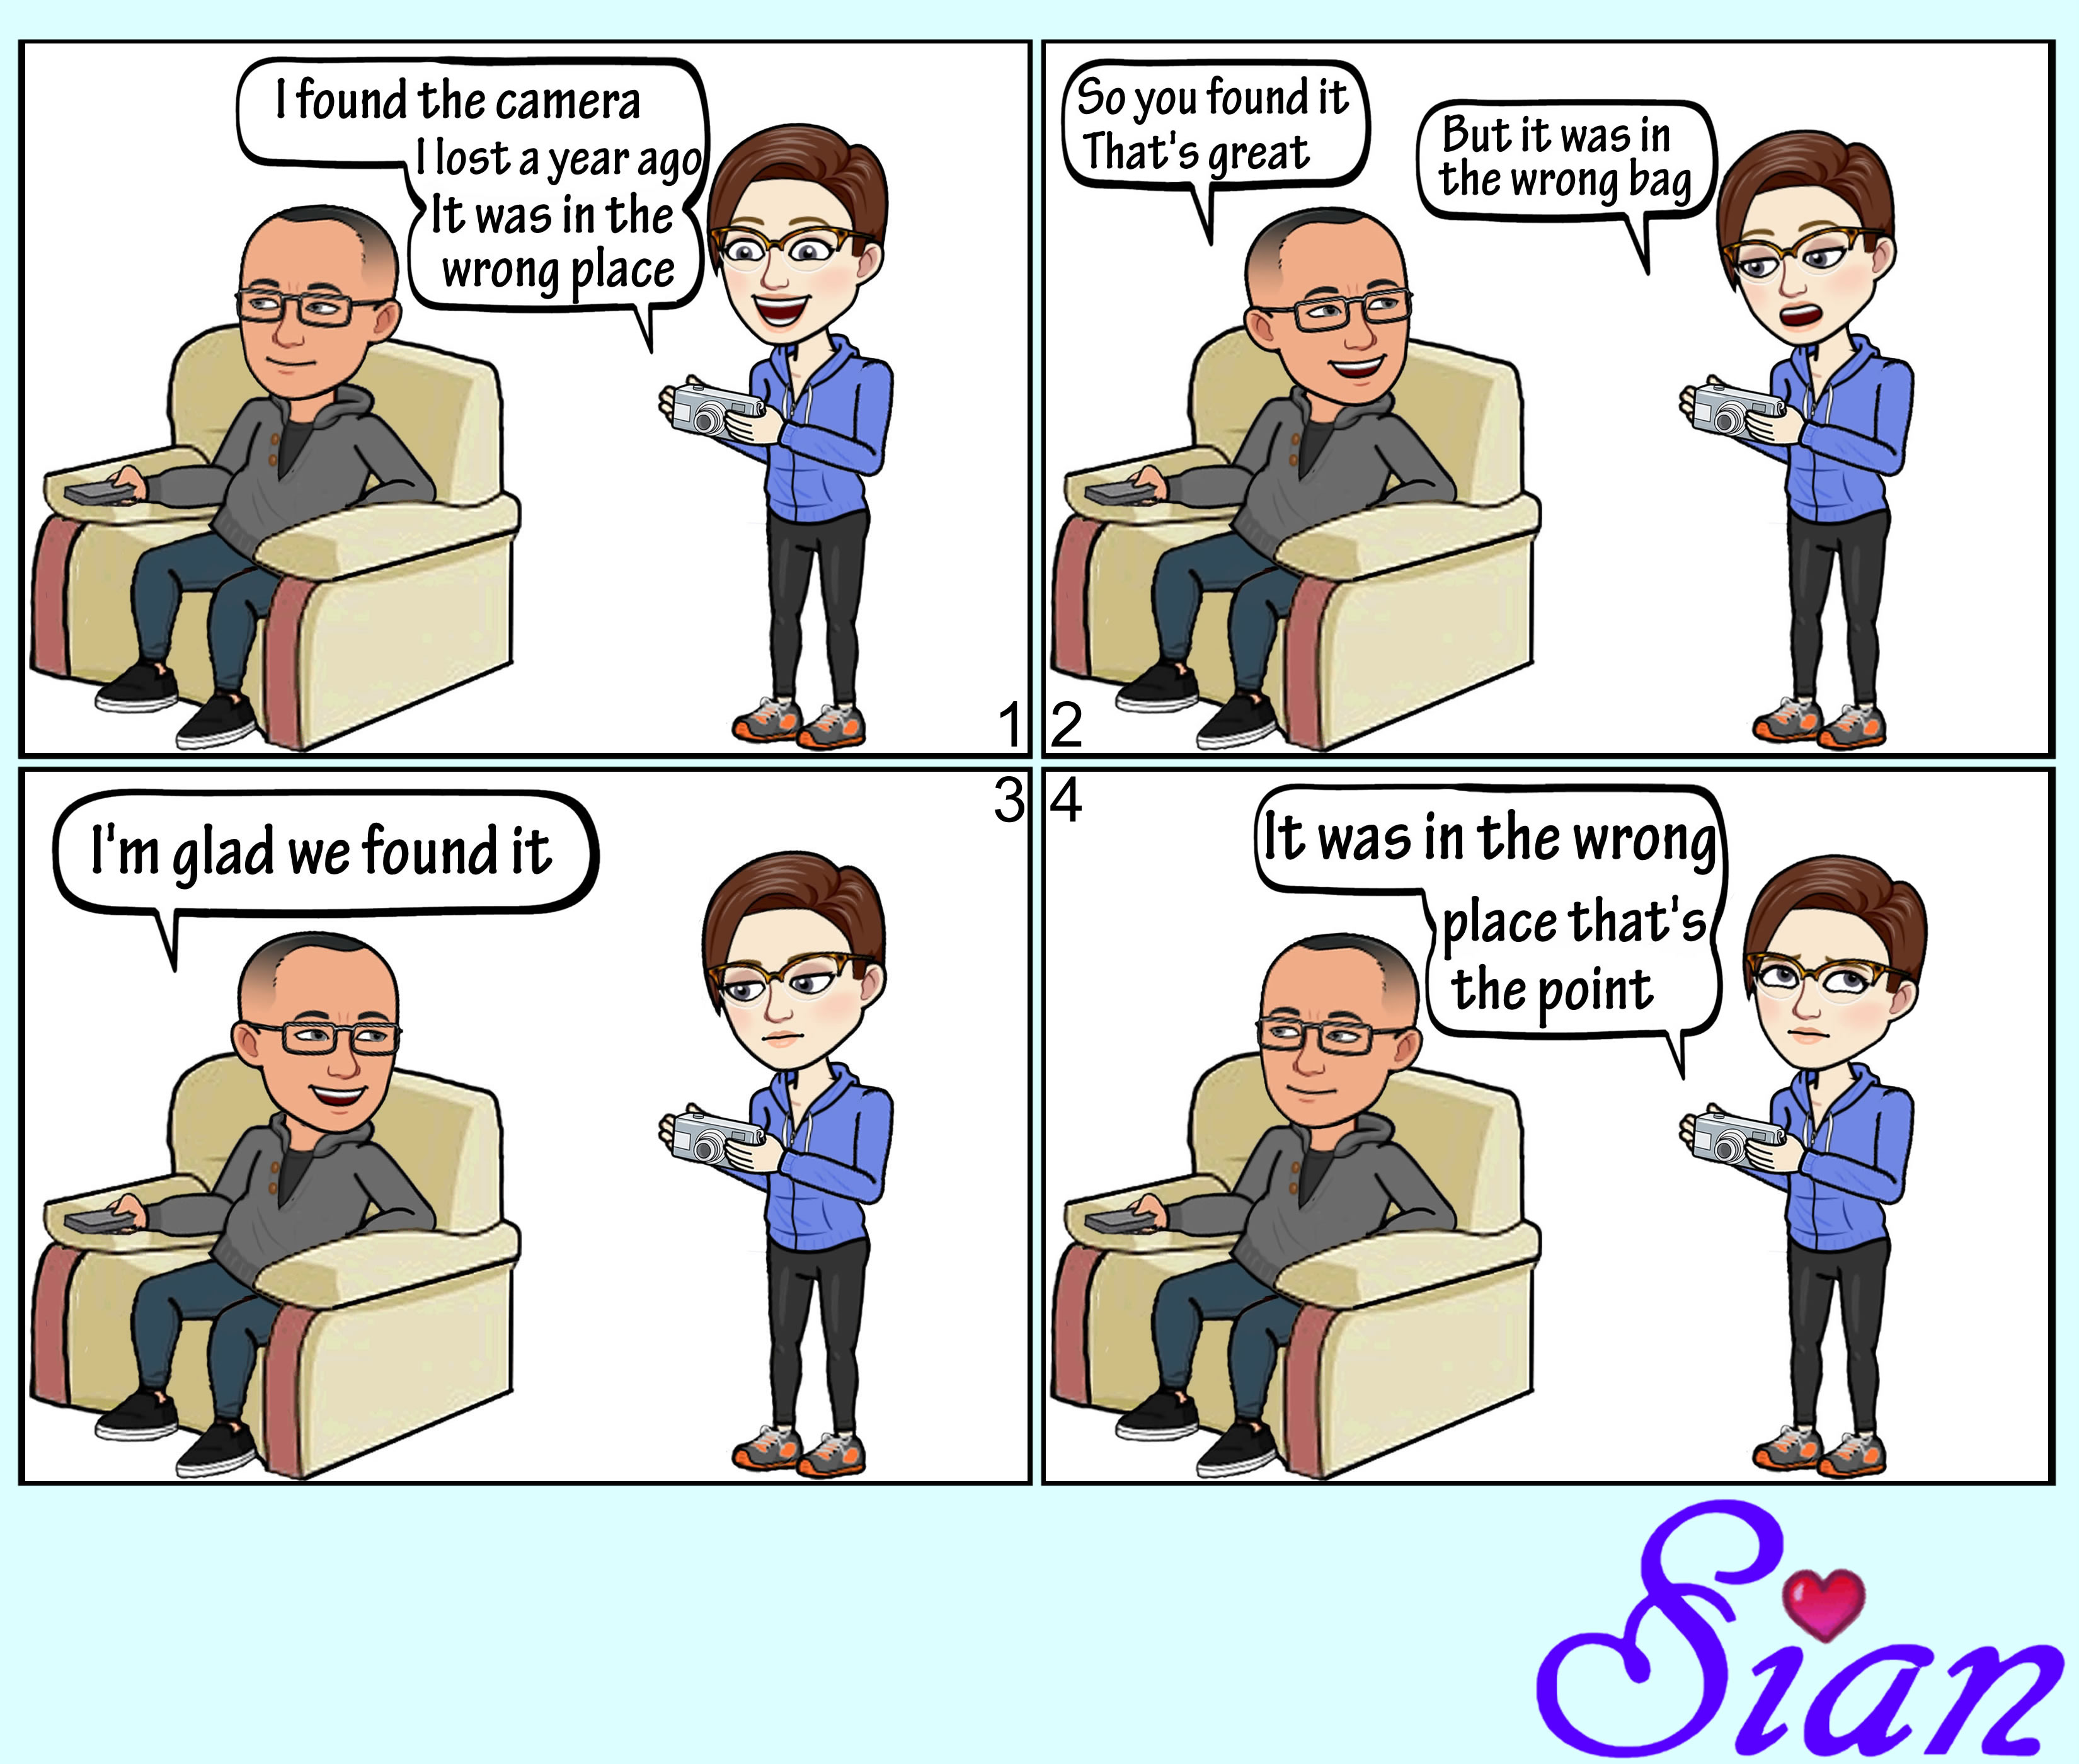 I found the camera
I lost a year ago
It was in the
wrong place
1
So you found it
That's great
But it was in
the wrong bag
2
I'm glad we found it
3
It was in the wrong
place that's
the point
4
Sian